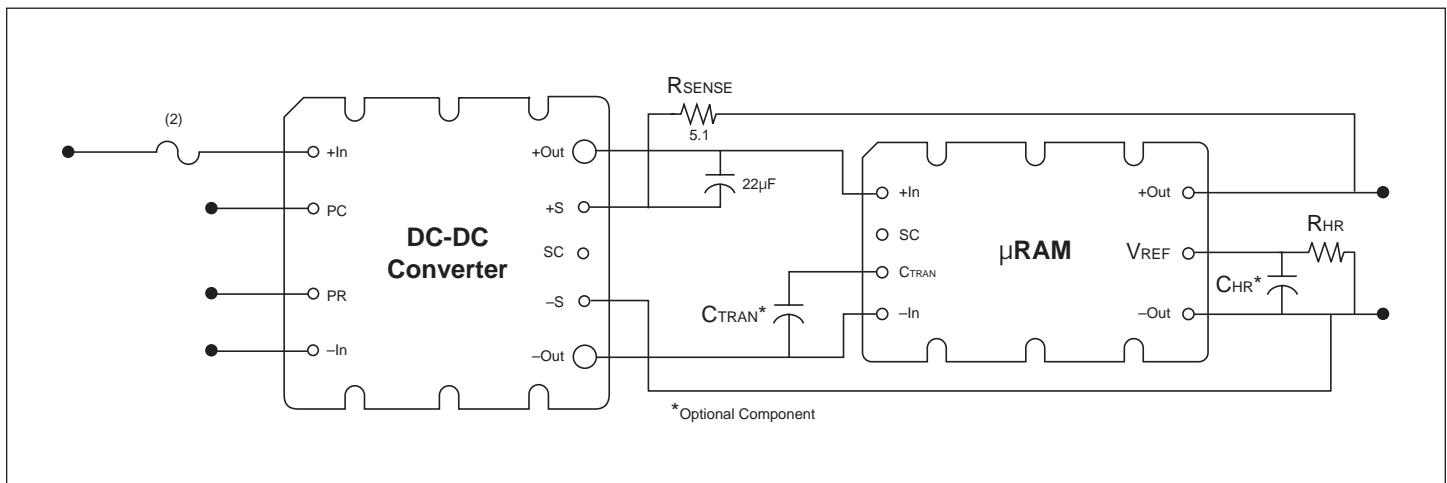 (2)
+In
PC
PR
–In
DC-DC
Converter
+Out
+S
SC
–S
–Out
RSENSE
5.1
22µF
CTRAN*
*Optional Component
+In
SC
CTRAN
–In
µRAM
+Out
VREF
–Out
RHR
CHR*